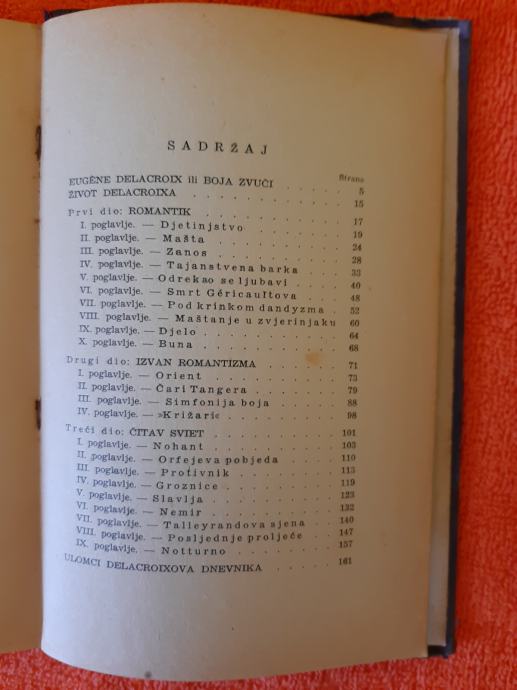 SADRŽAJ
Strana
EUGÈNE DELACROIX ili BOJA ZVUČI . . . . . 5
ŽIVOT DELACROIXA . . . . . . . . . . . 15
Prvi dio: ROMANTIK . . . . . . . . . . 17
I. poglavlje. — Djetinjstvo . . . . . . . 19
II. poglavlje. — Mašta . . . . . . . . . 24
III. poglavlje. — Zanos . . . . . . . . . 28
IV. poglavlje. — Tajanstvena barka . . . . 33
V. poglavlje. — Odrekao se ljubavi . . . . 40
VI. poglavlje. — Smrt Géricaultova . . . . 48
VII. poglavlje. — Pod krinkom dandyzma . . 52
VIII. poglavlje. — Maštanje u zvjerinjaku 60
IX. poglavlje. — Djelo . . . . . . . . . 64
X. poglavlje. — Buna . . . . . . . . . . 68
Drugi dio: IZVAN ROMANTIZMA . . . . . . 71
I. poglavlje. — Orient . . . . . . . . . 73
II. poglavlje. — Čari Tangera . . . . . . 79
III. poglavlje. — Simfonija boja . . . . . 88
IV. poglavlje. — »Križari« . . . . . . . 98
Treći dio: ČITAV SVIET . . . . . . . . . 101
I. poglavlje. — Nohant . . . . . . . . . 103
II. poglavlje. — Orfejeva pobjeda . . . . 110
III. poglavlje. — Protivnik . . . . . . . 113
IV. poglavlje. — Groznice . . . . . . . . 119
V. poglavlje. — Slavlja . . . . . . . . . 123
VI. poglavlje. — Nemir . . . . . . . . . 132
VII. poglavlje. — Talleyrandova sjena . . . 140
VIII. poglavlje. — Posljednje proljeće . . 147
IX. poglavlje. — Notturno . . . . . . . . 157
ULOMCI DELACROIXOVA DNEVNIKA . . . . . . 161